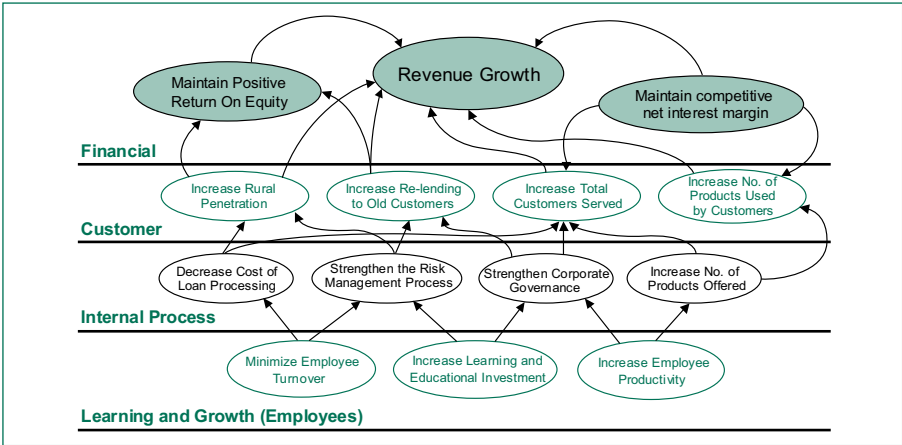 Revenue Growth
Maintain Positive
Return On Equity
Maintain competitive
net interest margin
Financial
Increase Rural
Penetration
Increase Re-lending
to Old Customers
Increase Total
Customers Served
Increase No. of
Products Used
by Customers
Customer
Decrease Cost of
Loan Processing
Strengthen the Risk
Management Process
Strengthen Corporate
Governance
Increase No. of
Products Offered
Internal Process
Minimize Employee
Turnover
Increase Learning and
Educational Investment
Increase Employee
Productivity
Learning and Growth (Employees)